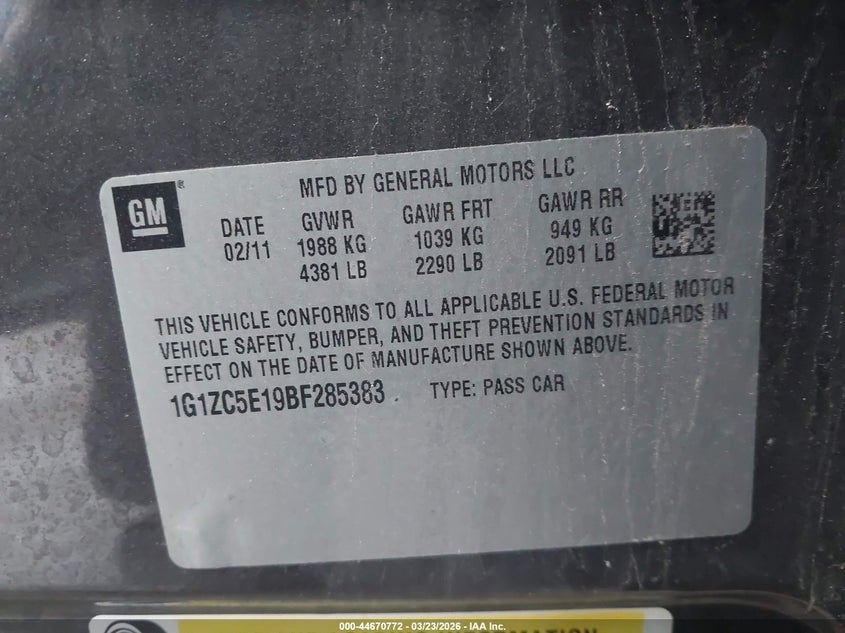 MFD BY GENERAL MOTORS LLC
GM ®
DATE GVWR GAWR FRT GAWR RR
02/11 1988 KG 1039 KG 949 KG
4381 LB 2290 LB 2091 LB
THIS VEHICLE CONFORMS TO ALL APPLICABLE U.S. FEDERAL MOTOR
VEHICLE SAFETY, BUMPER, AND THEFT PREVENTION STANDARDS IN
EFFECT ON THE DATE OF MANUFACTURE SHOWN ABOVE.
1G1ZC5E19BF285383 TYPE: PASS CAR
000-44670772 - 03/23/2026 - IAA Inc.